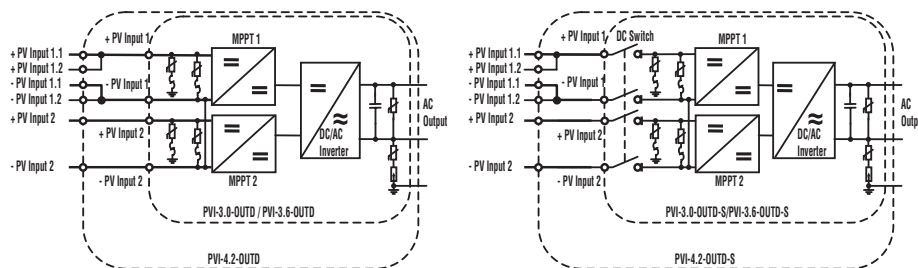 + PV Input 1
MPPT 1
+ PV Input 1.1
+ PV Input 1.2
- PV Input 1.1
- PV Input 1
- PV Input 1.2
+ PV Input 2
+ PV Input 2
- PV Input 2
- PV Input 2
MPPT 2
DC/AC
Inverter
AC
Output
PVI-3.0-OUTD / PVI-3.6-OUTD
PVI-4.2-OUTD
+ PV Input 1
DC Switch
MPPT 1
+ PV Input 1.1
+ PV Input 1.2
- PV Input 1.1
- PV Input 1
- PV Input 1.2
+ PV Input 2
+ PV Input 2
- PV Input 2
- PV Input 2
MPPT 2
DC/AC
Inverter
AC
Output
PVI-3.0-OUTD-S/PVI-3.6-OUTD-S
PVI-4.2-OUTD-S